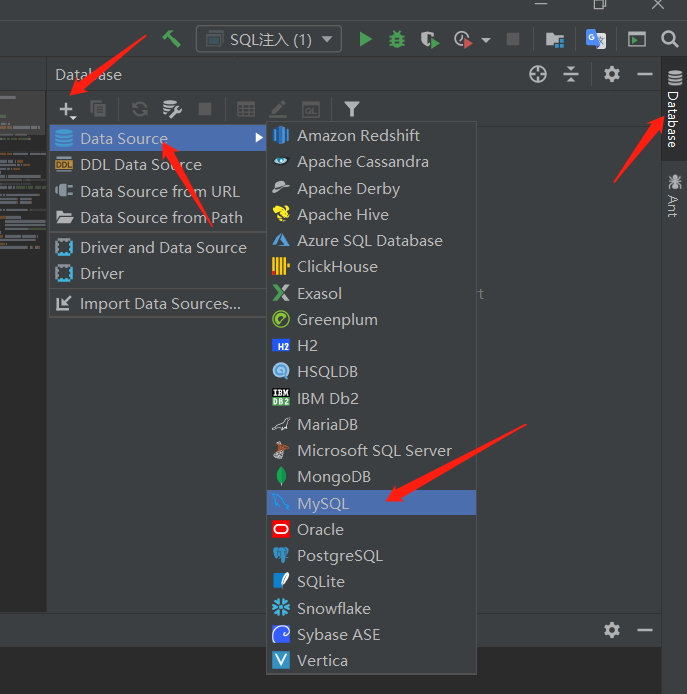 SQL注入 (1)
Database
Data Source
DDL Data Source
Data Source from URL
Data Source from Path
Driver and Data Source
Driver
Import Data Sources...
Amazon Redshift
Apache Cassandra
Apache Derby
Apache Hive
Azure SQL Database
ClickHouse
Exasol
Greenplum
H2
HSQLDB
IBM Db2
MariaDB
Microsoft SQL Server
MongoDB
MySQL
Oracle
PostgreSQL
SQLite
Snowflake
Sybase ASE
Vertica
Database
Ant